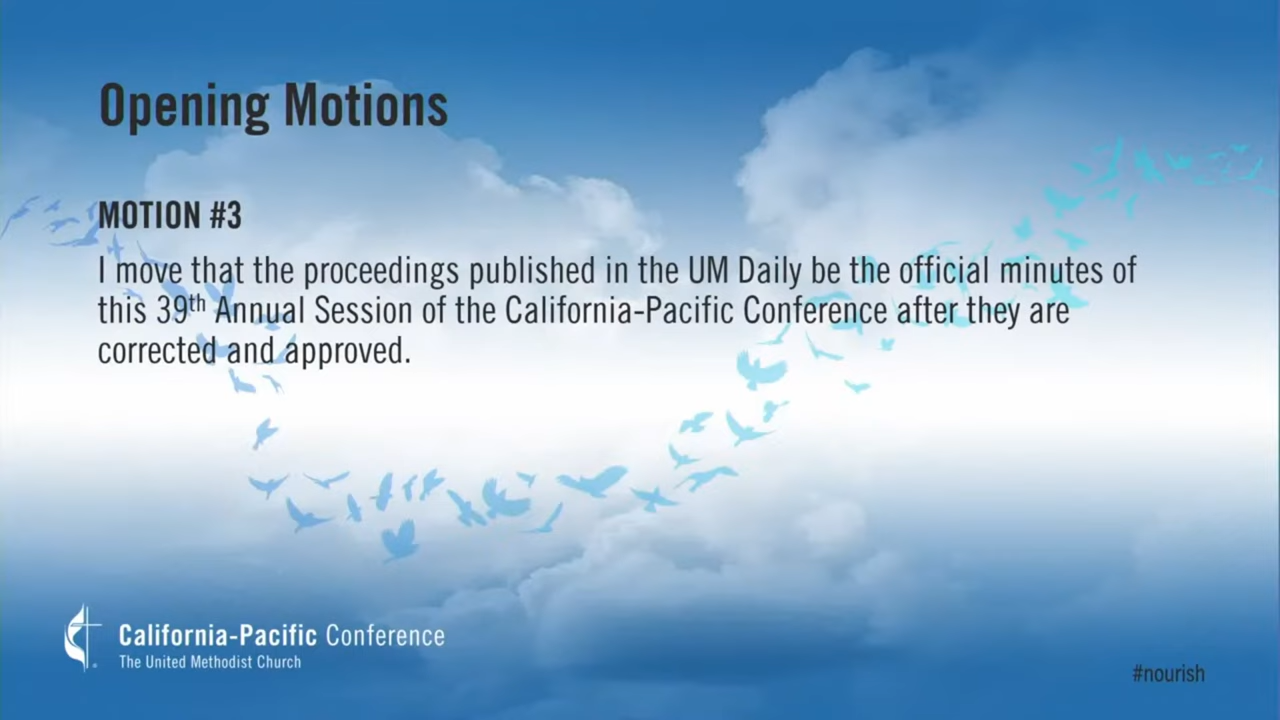 Opening Motions
MOTION #3
I move that the proceedings published in the UM Daily be the official minutes of
this 39th Annual Session of the California-Pacific Conference after they are
corrected and approved.
California-Pacific Conference
The United Methodist Church
#nourish